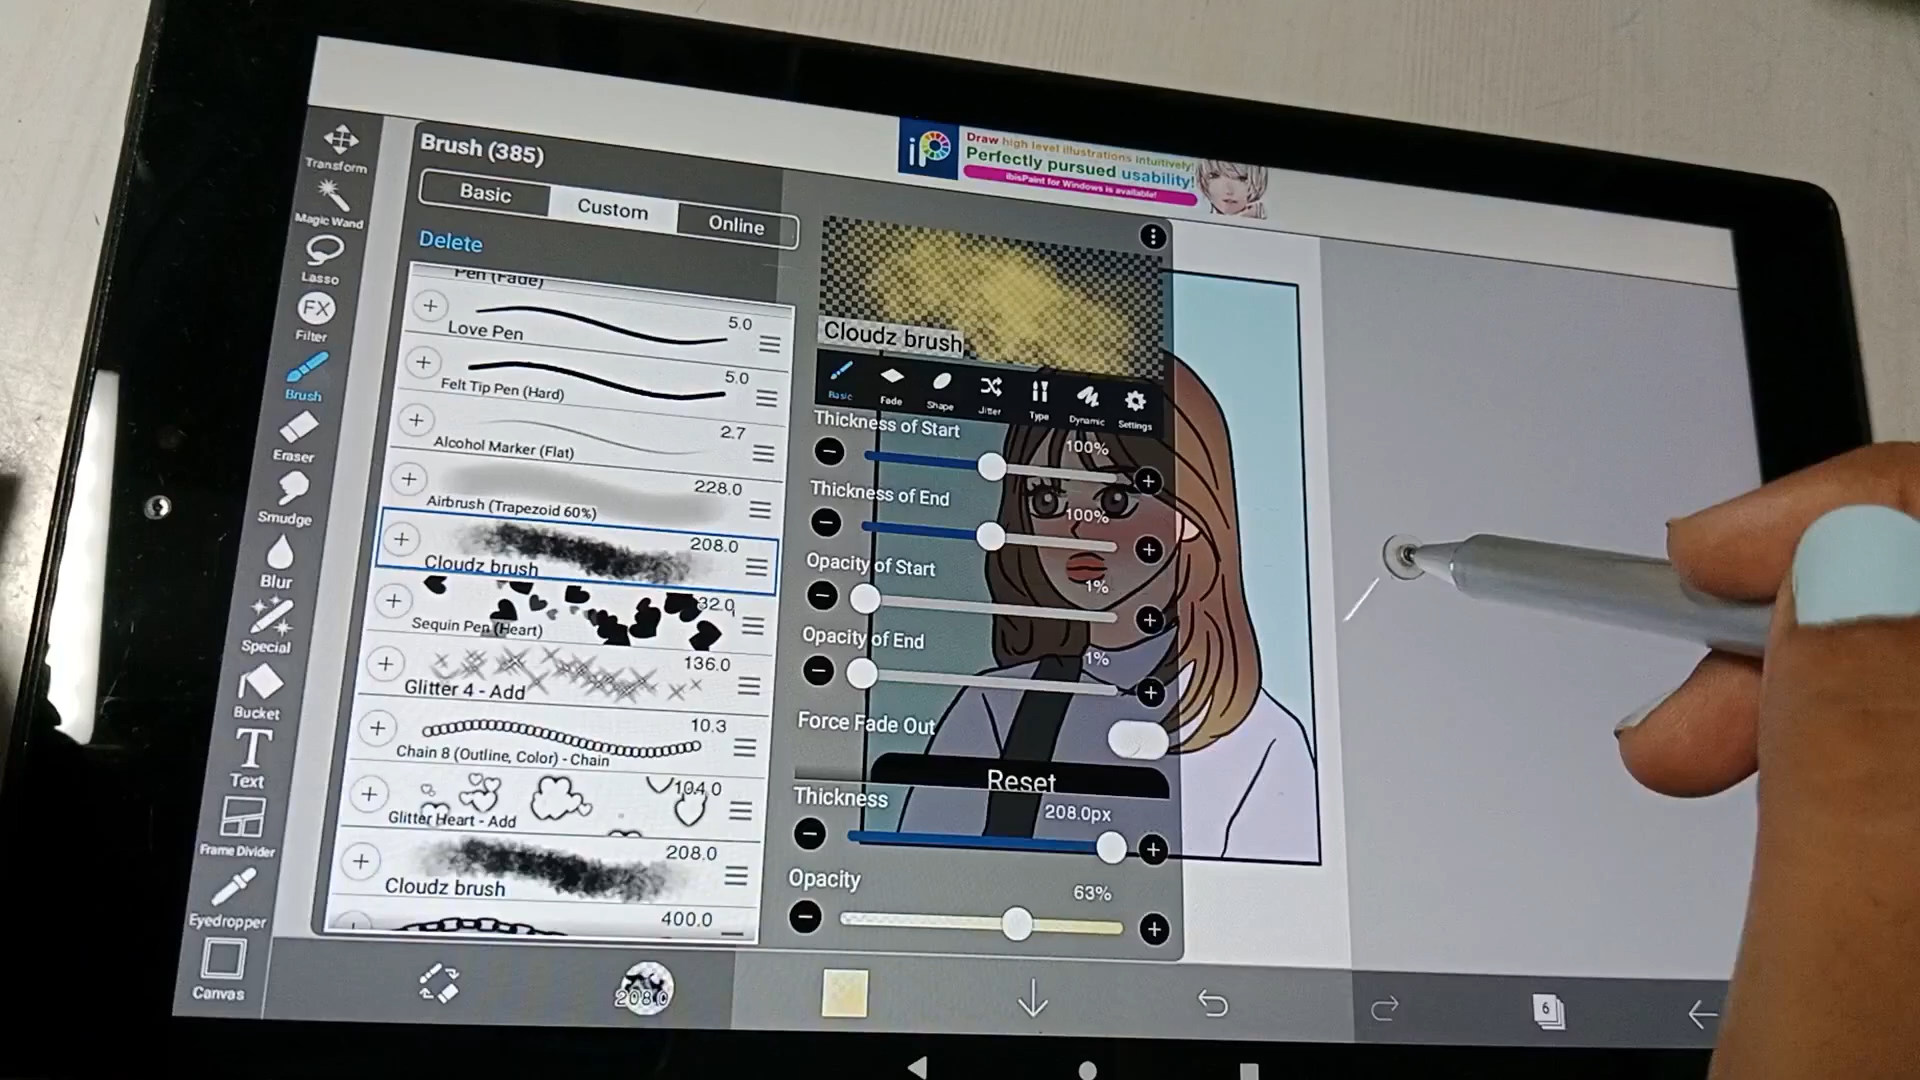 Draw high level illustrations intuitively!
Perfectly pursued usability!
ibisPaint for Windows is available!
iP
Transform
Magic Wand
Lasso
FX
Filter
Brush
Eraser
Smudge
Blur
Special
Bucket
T
Text
Frame Divider
Eyedropper
Canvas
Brush (385)
Basic
Custom
Online
Delete
Pen (Fade)
5.0
Love Pen
5.0
Felt Tip Pen (Hard)
2.7
Alcohol Marker (Flat)
228.0
Airbrush (Trapezoid 60%)
208.0
Cloudz brush
32.0
Sequin Pen (Heart)
136.0
Glitter 4 - Add
10.3
Chain 8 (Outline, Color) - Chain
104.0
Glitter Heart - Add
208.0
Cloudz brush
400.0
Cloudz brush
Basic
Fade
Shape
Jitter
Type
Dynamic
Settings
Thickness of Start
100%
Thickness of End
100%
Opacity of Start
1%
Opacity of End
1%
Force Fade Out
Reset
Thickness
208.0px
Opacity
63%
208.0
6